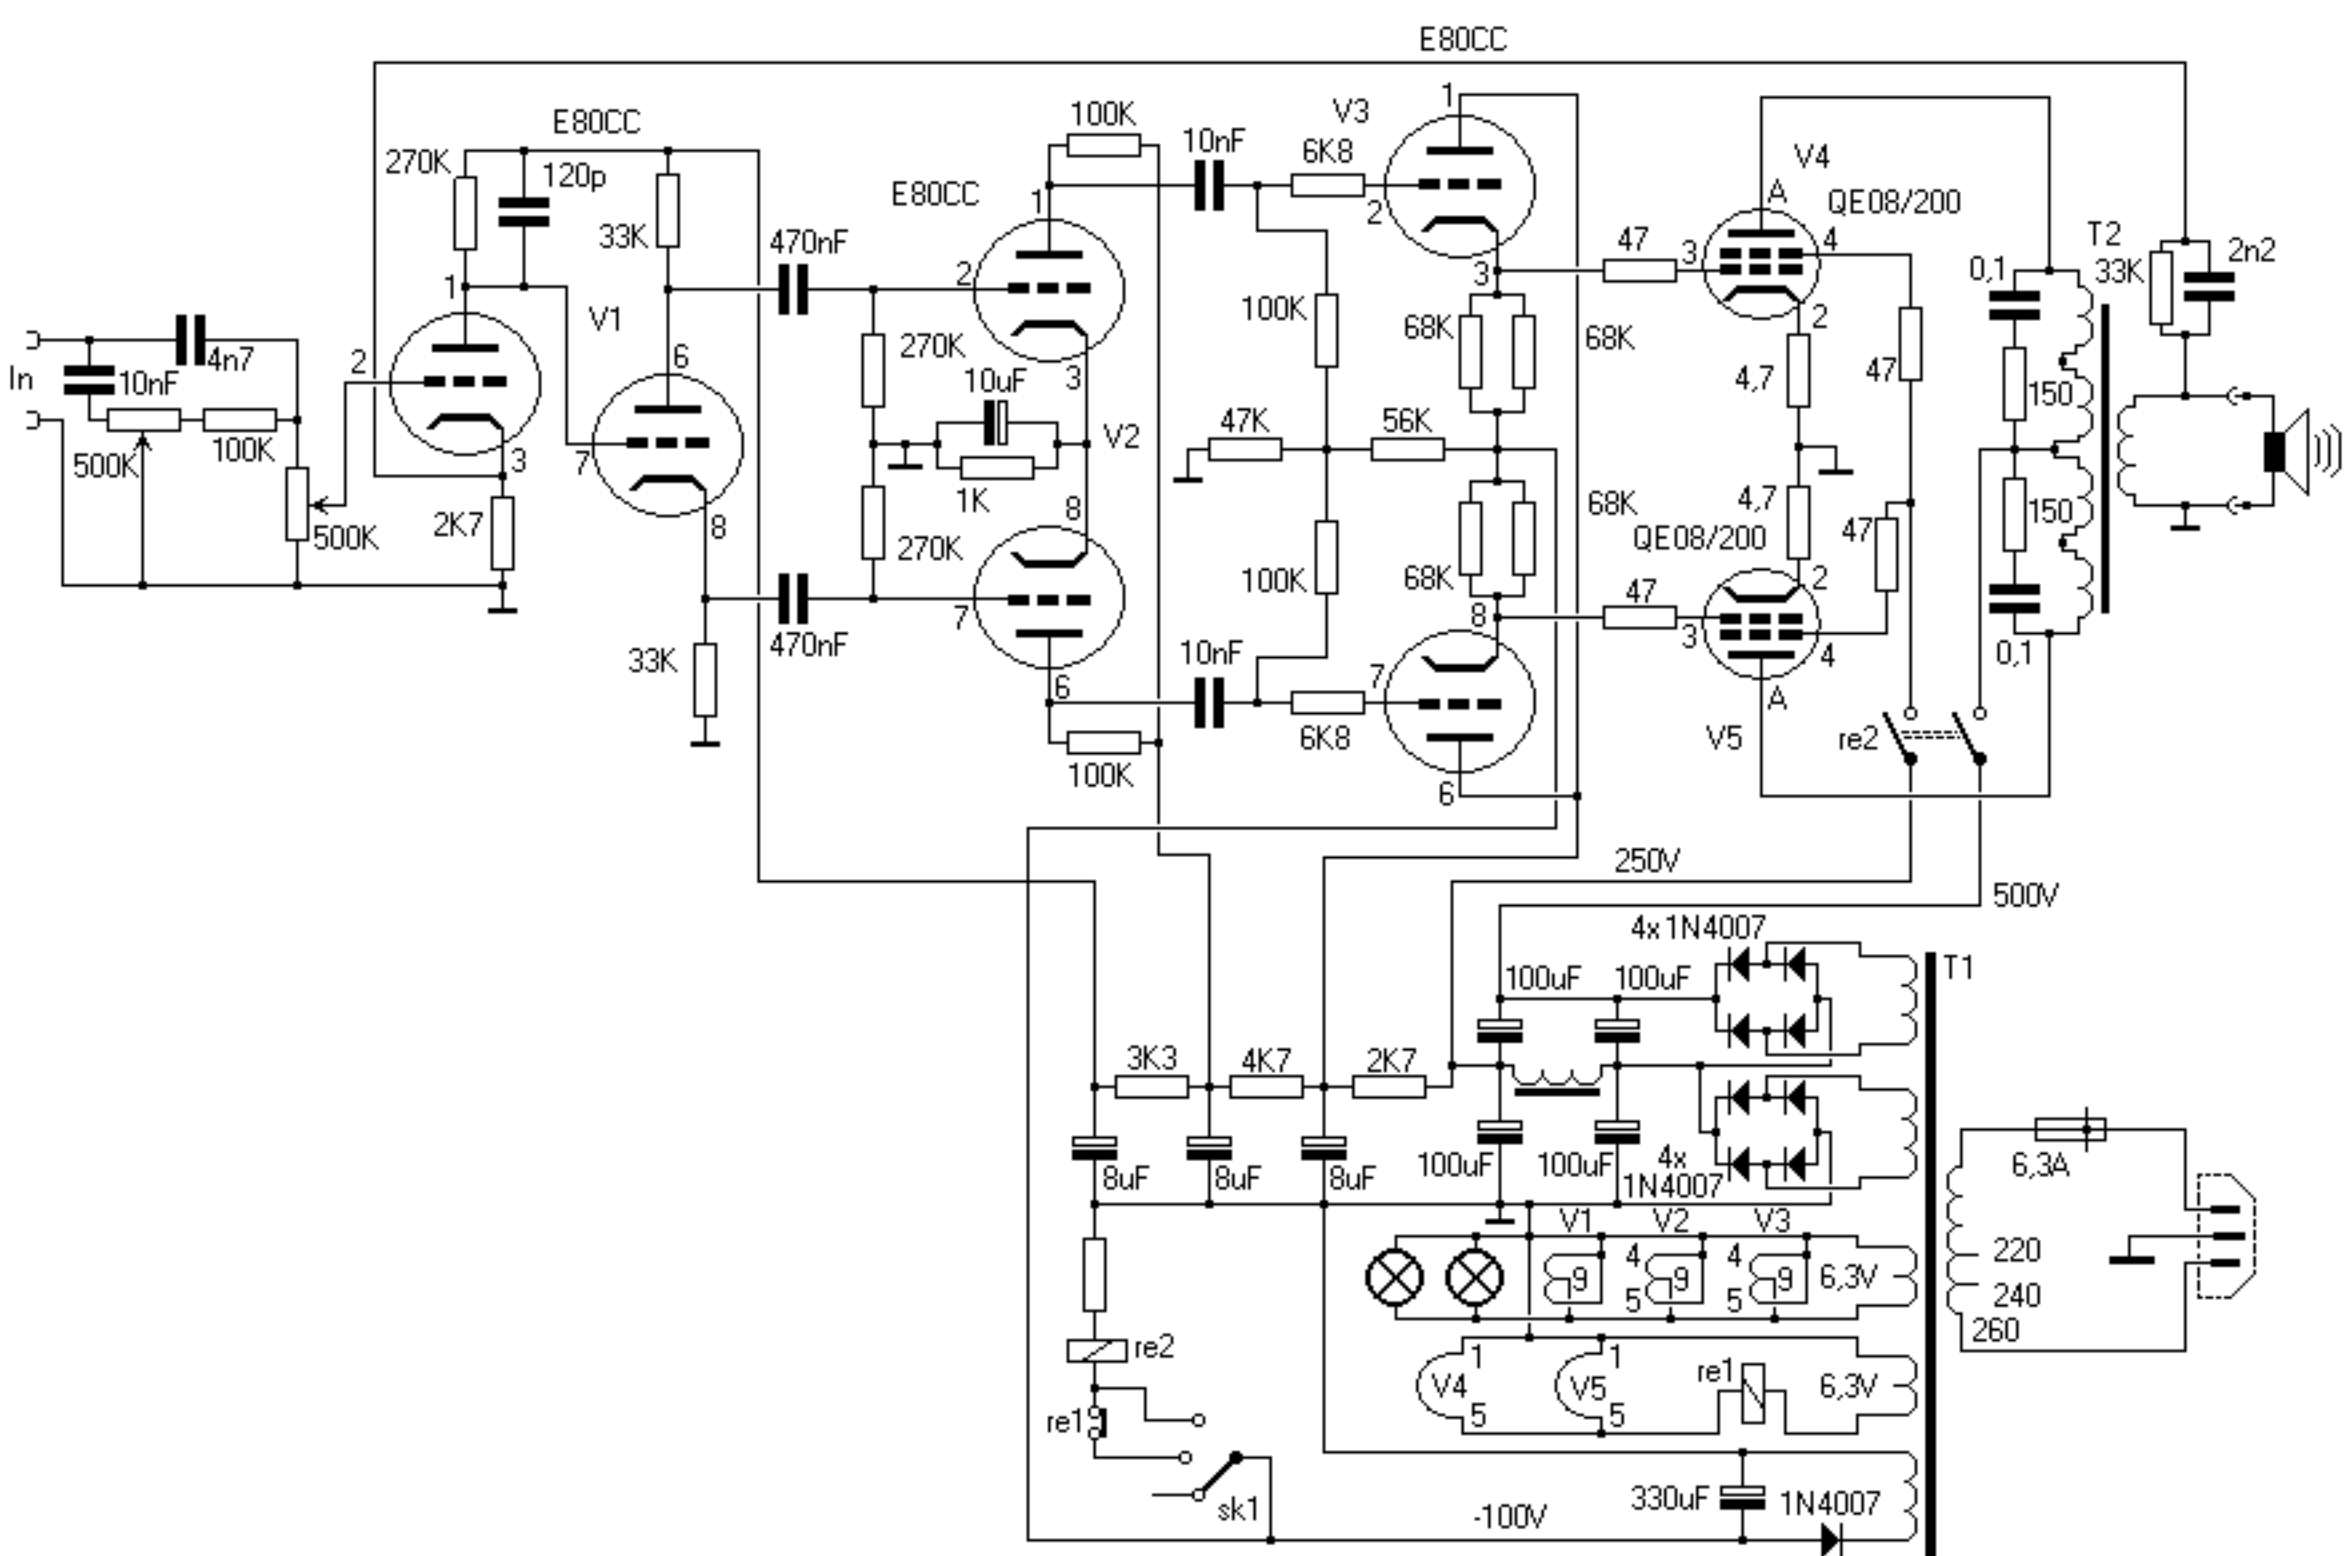 E80CC
E80CC
270K
120p
33K
1
V1
6
In
10nF
4n7
500K
100K
500K
2
3
2K7
7
8
33K
470nF
470nF
E80CC
100K
1
2
270K
10uF
3
V2
1K
8
270K
7
6
100K
10nF
6K8
2
1
V3
3
100K
68K
68K
47K
56K
100K
68K
68K
10nF
6K8
7
8
6
47
3
V4
A
QE08/200
4
2
4,7
47
4,7
QE08/200
47
47
2
3
4
A
V5
re2
0,1
150
150
0,1
T2
33K
2n2
250V
500V
4x1N4007
T1
100uF
100uF
3K3
4K7
2K7
8uF
8uF
8uF
100uF
100uF
4x
1N4007
6,3A
V1
V2
V3
9
4
5
9
4
5
9
6,3V
220
240
260
re2
1
V4
5
1
V5
5
re1
6,3V
re1
sk1
330uF
1N4007
-100V